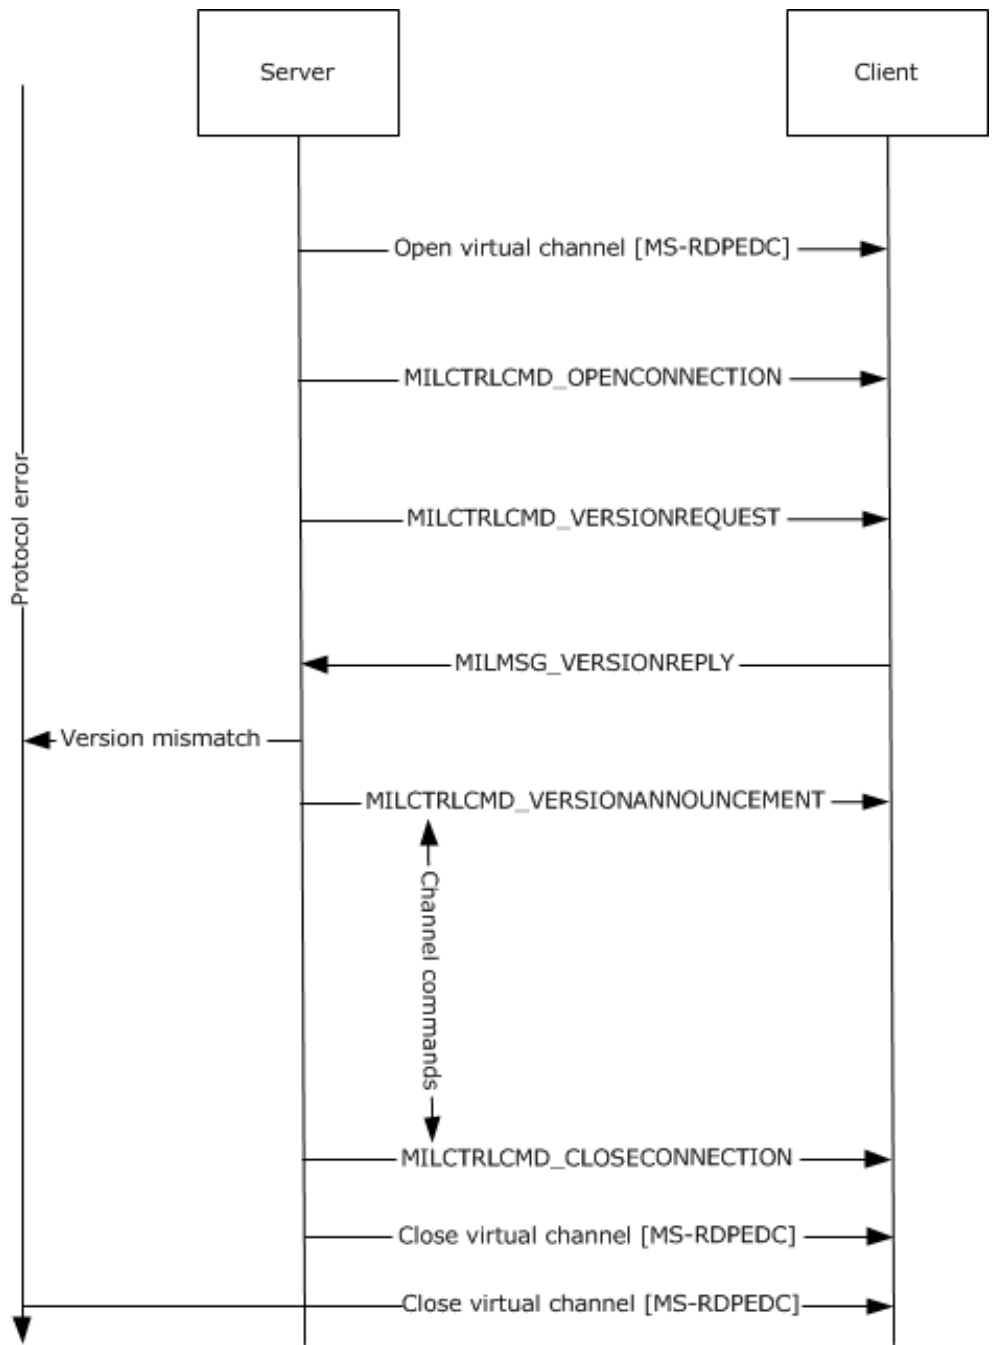 Server
Client
Open virtual channel [MS-RDPEDC]
MILCTRLCMD_OPENCONNECTION
Protocol error
MILCTRLCMD_VERSIONREQUEST
MILMSG_VERSIONREPLY
Version mismatch
MILCTRLCMD_VERSIONANNOUNCEMENT
Channel commands
MILCTRLCMD_CLOSECONNECTION
Close virtual channel [MS-RDPEDC]
Close virtual channel [MS-RDPEDC]